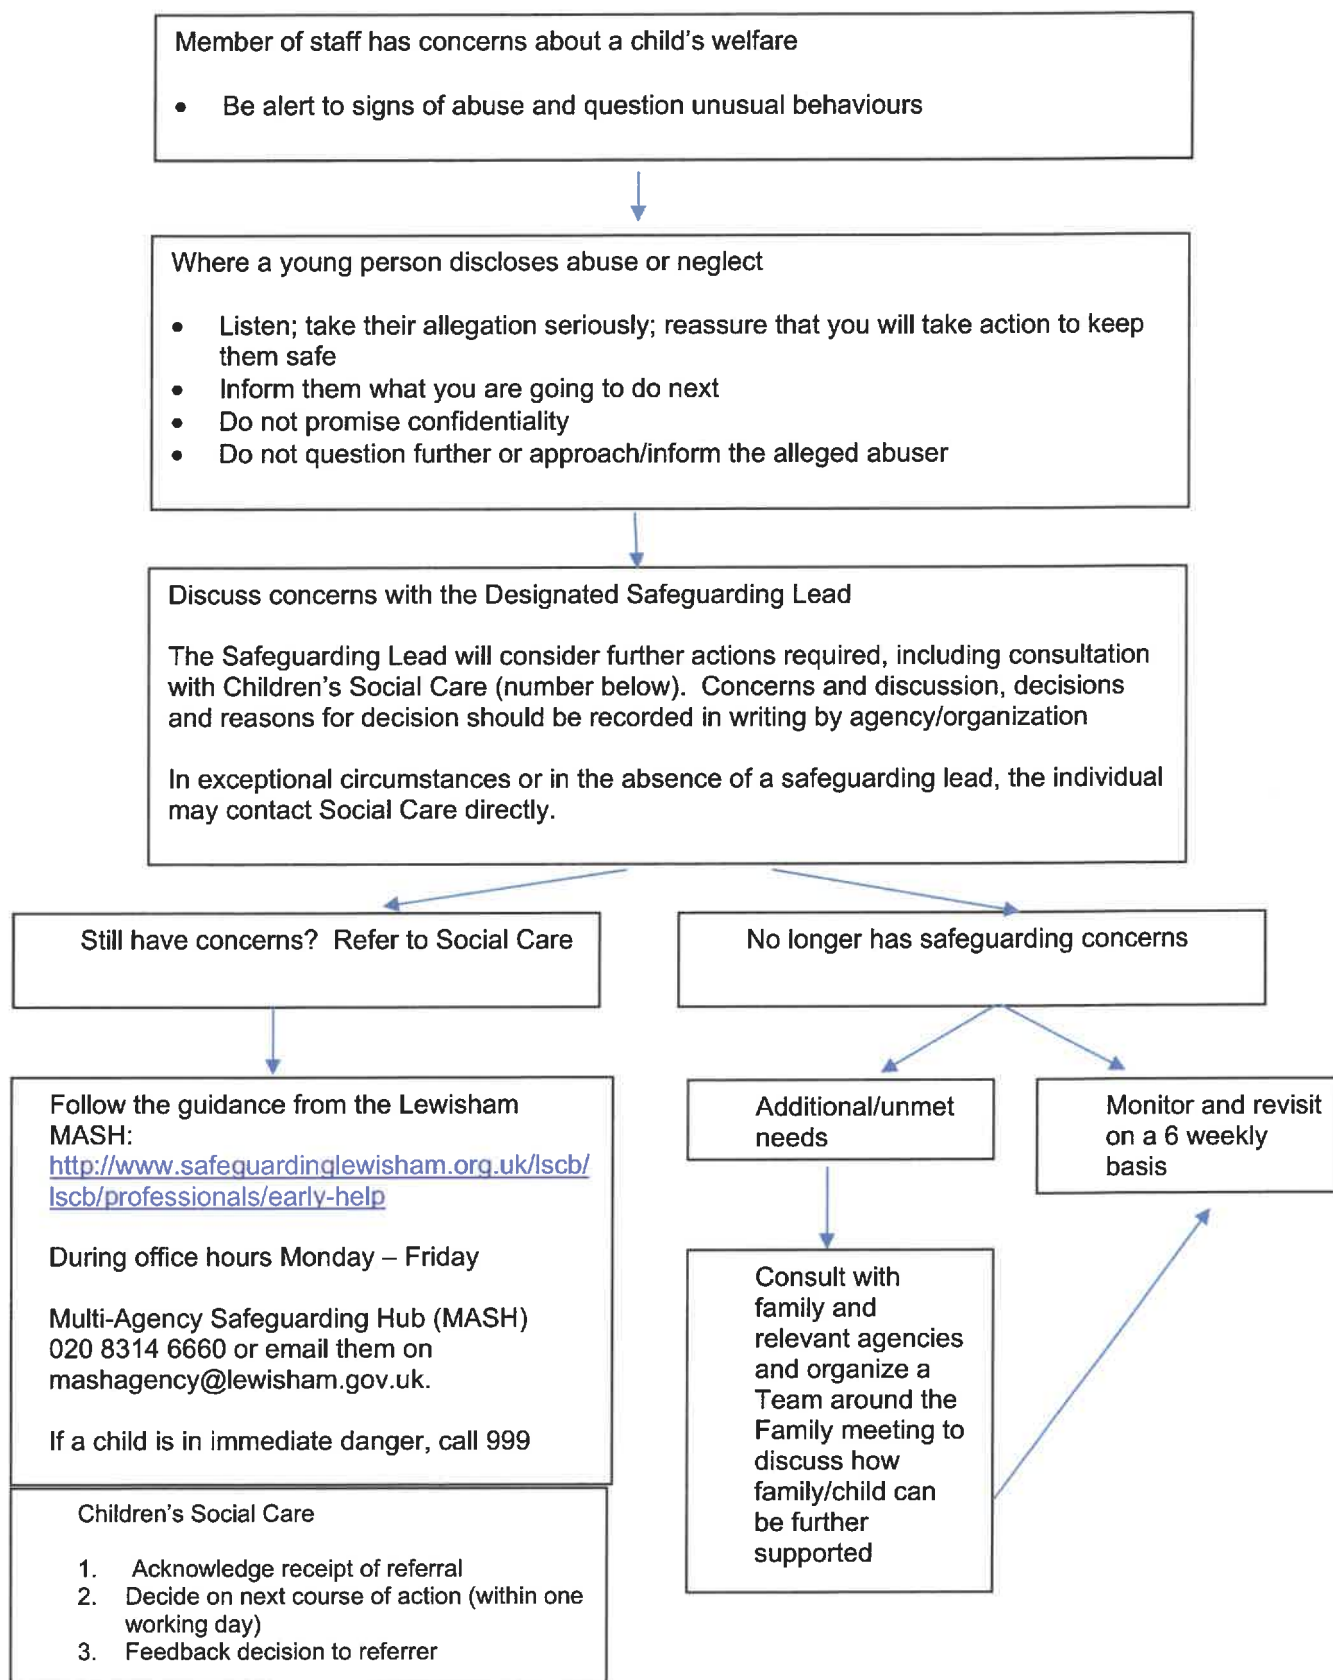 Member of staff has concerns about a child's welfare
• Be alert to signs of abuse and question unusual behaviours
Where a young person discloses abuse or neglect
• Listen; take their allegation seriously; reassure that you will take action to keep
them safe
• Inform them what you are going to do next
• Do not promise confidentiality
• Do not question further or approach/inform the alleged abuser
Discuss concerns with the Designated Safeguarding Lead
The Safeguarding Lead will consider further actions required, including consultation
with Children's Social Care (number below).  Concerns and discussion, decisions
and reasons for decision should be recorded in writing by agency/organization
In exceptional circumstances or in the absence of a safeguarding lead, the individual
may contact Social Care directly.
Still have concerns?  Refer to Social Care
No longer has safeguarding concerns
Follow the guidance from the Lewisham
MASH:
http://www.safeguardinglewisham.org.uk/lscb/
lscb/professionals/early-help
During office hours Monday – Friday
Multi-Agency Safeguarding Hub (MASH)
020 8314 6660 or email them on
mashagency@lewisham.gov.uk.
If a child is in immediate danger, call 999
Children's Social Care
1. Acknowledge receipt of referral
2. Decide on next course of action (within one
working day)
3. Feedback decision to referrer
Additional/unmet
needs
Monitor and revisit
on a 6 weekly
basis
Consult with
family and
relevant agencies
and organize a
Team around the
Family meeting to
discuss how
family/child can
be further
supported